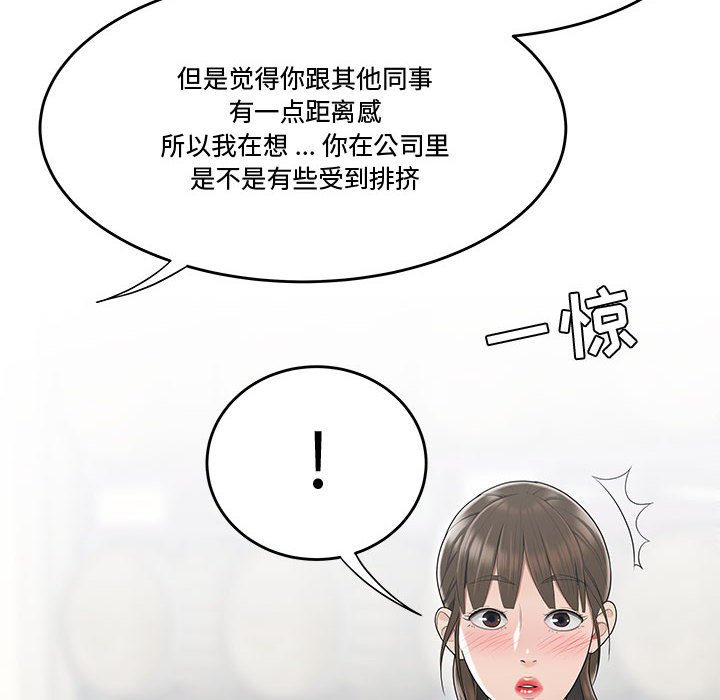 但是觉得你跟其他同事
有一点距离感
所以我在想 ... 你在公司里
是不是有些受到排挤
一惊
!